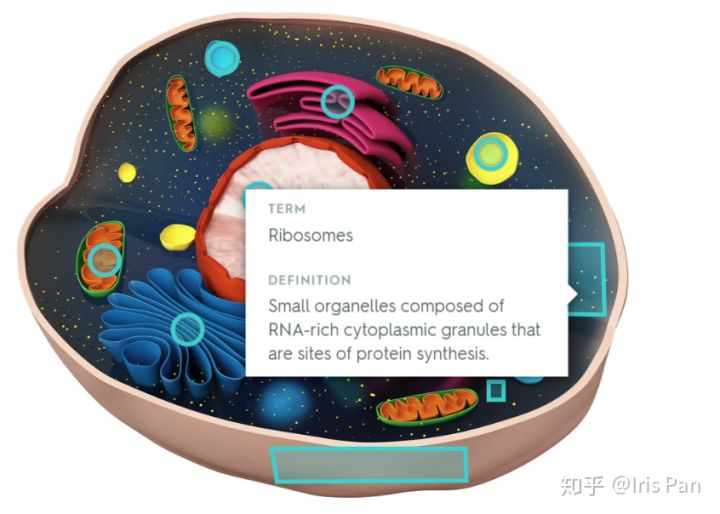 TERM
Ribosomes
DEFINITION
Small organelles composed of
RNA-rich cytoplasmic granules that
are sites of protein synthesis.
知乎 @Iris Pan